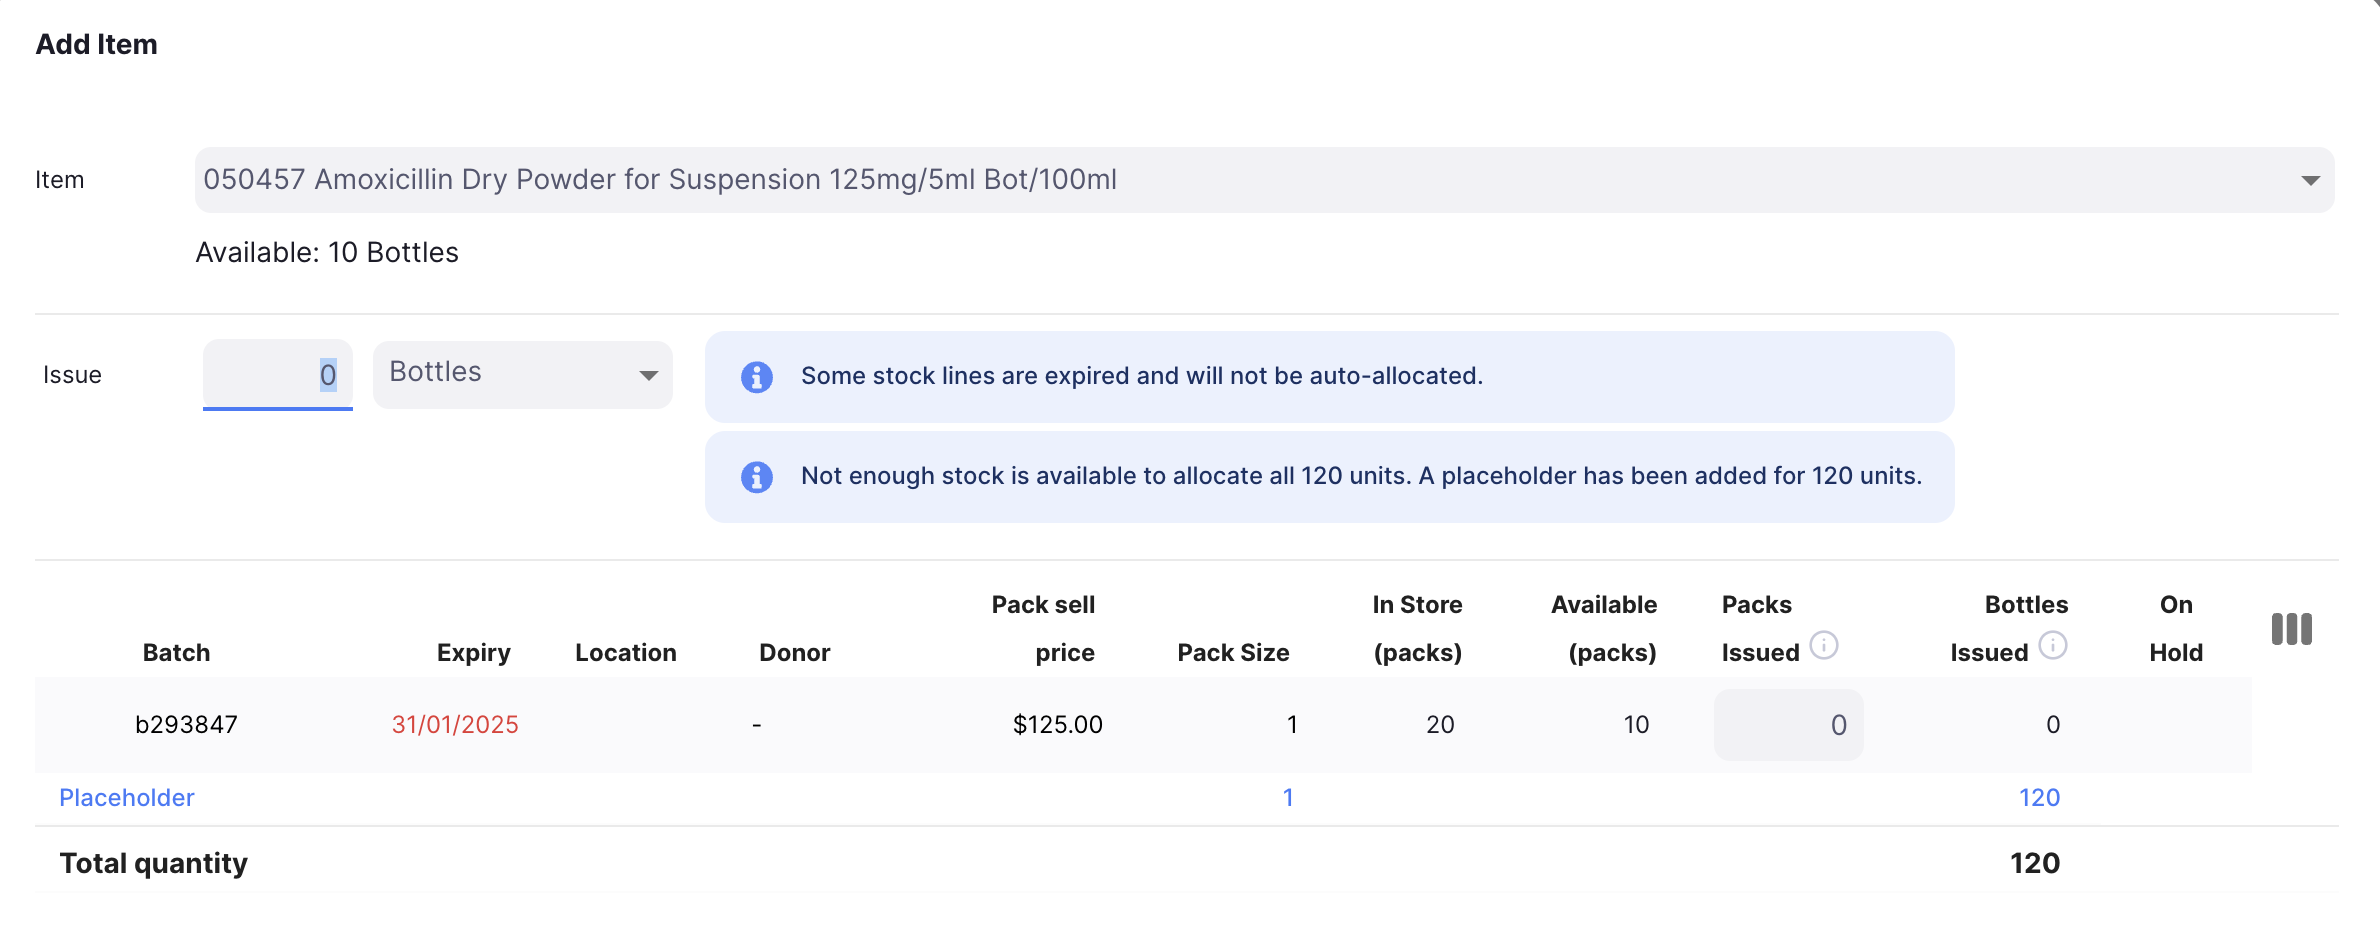 Add Item
Item
050457 Amoxicillin Dry Powder for Suspension 125mg/5ml Bot/100ml
Available: 10 Bottles
Issue
0
Bottles
Some stock lines are expired and will not be auto-allocated.
Not enough stock is available to allocate all 120 units. A placeholder has been added for 120 units.
Batch Expiry Location Donor Pack sell price Pack Size In Store (packs) Available (packs) Packs Issued Bottles Issued On Hold
b293847 31/01/2025 - $125.00 1 20 10 0 0
Placeholder 1 120
Total quantity 120